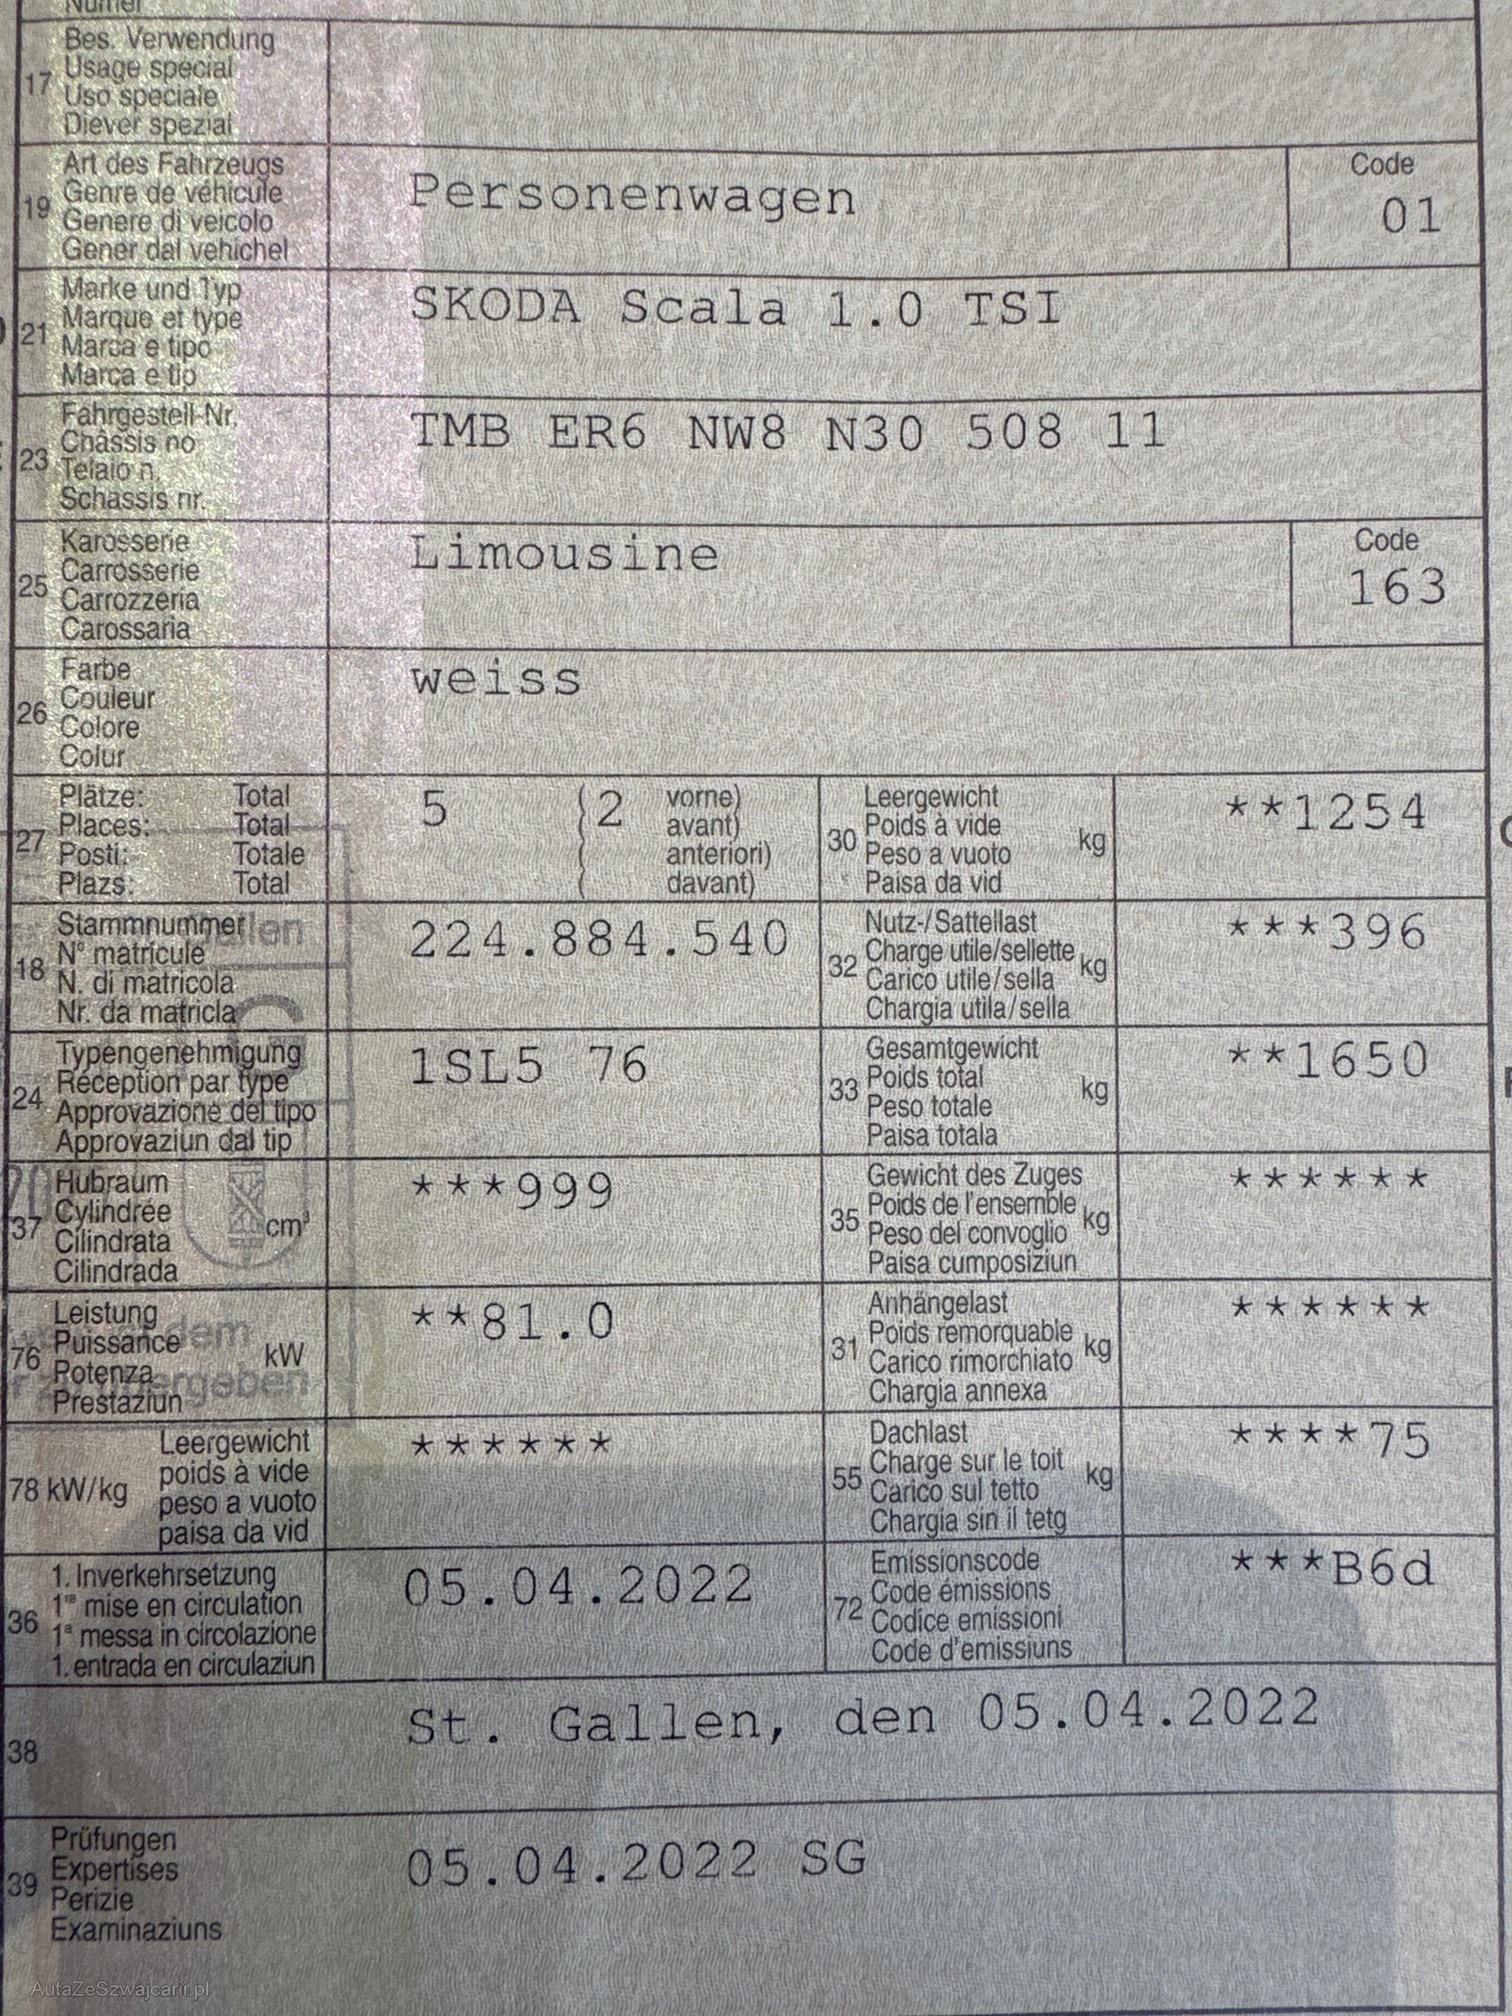 Numer
17
Bes. Verwendung
Usage spécial
Uso speciale
Diever spezial
19
Art des Fahrzeugs
Genre de véhicule
Genere di veicolo
Gener dal vehichel
Personenwagen
Code
01
21
Marke und Typ
Marque et type
Marca e tipo
Marca e tip
SKODA Scala 1.0 TSI
23
Fahrgestell-Nr.
Châssis no
Telaio n.
Schassis nr.
TMB ER6 NW8 N30 508 11
25
Karosserie
Carrosserie
Carrozzeria
Carossaria
Limousine
Code
163
26
Farbe
Couleur
Colore
Colur
weiss
27
Plätze: Total
Places: Total
Posti: Totale
Plazs: Total
5 (2 vorne)
( avant)
( anteriori)
( davant)
30
Leergewicht
Poids à vide
Peso a vuoto
Paisa da vid
kg
**1254
18
Stammnummer
N° matricule
N. di matricola
Nr. da matricla
224.884.540
32
Nutz-/Sattellast
Charge utile/sellette
Carico utile/sella
Chargia utila/sella
kg
***396
24
Typengenehmigung
Réception par type
Approvazione del tipo
Approvaziun dal tip
1SL5 76
33
Gesamtgewicht
Poids total
Peso totale
Paisa totala
kg
**1650
37
Hubraum
Cylindrée
Cilindrata
Cilindrada
cm³
***999
35
Gewicht des Zuges
Poids de l'ensemble
Peso del convoglio
Paisa cumposiziun
kg
******
76
Leistung
Puissance
Potenza
Prestaziun
kW
**81.0
31
Anhängelast
Poids remorquable
Carico rimorchiato
Chargia annexa
kg
******
78 kW/kg
Leergewicht
poids à vide
peso a vuoto
paisa da vid
******
55
Dachlast
Charge sur le toit
Carico sul tetto
Chargia sin il tetg
kg
****75
36
1. Inverkehrsetzung
1re mise en circulation
1a messa in circolazione
1. entrada en circulaziun
05.04.2022
72
Emissionscode
Code émissions
Codice emissioni
Code d'emissiuns
***B6d
38
St. Gallen, den 05.04.2022
39
Prüfungen
Expertises
Perizie
Examinaziuns
05.04.2022 SG
AutaZeSzwajcarii.pl